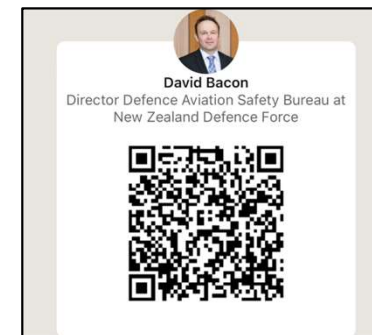 David Bacon
Director Defence Aviation Safety Bureau at
New Zealand Defence Force